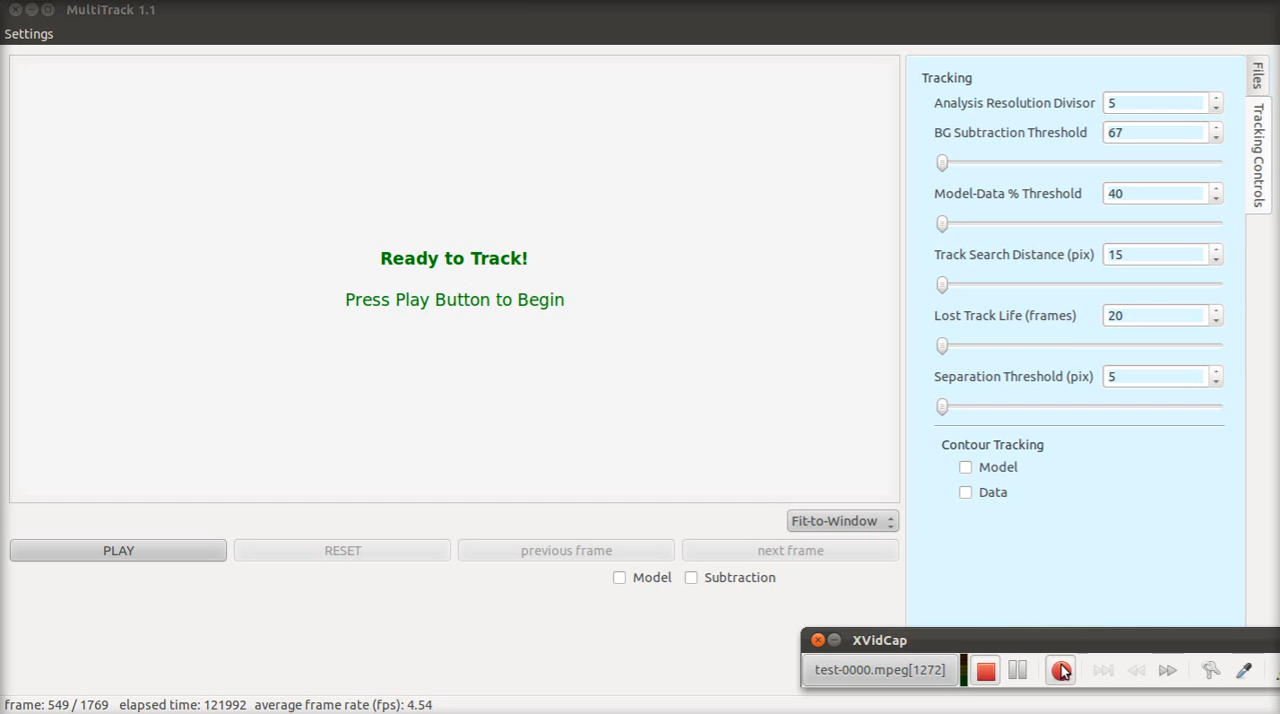 MultiTrack 1.1
Settings
Files
Tracking Controls
Tracking
Analysis Resolution Divisor 5
BG Subtraction Threshold 67
Model-Data % Threshold 40
Track Search Distance (pix) 15
Lost Track Life (frames) 20
Separation Threshold (pix) 5
Contour Tracking
Model
Data
Ready to Track!
Press Play Button to Begin
Fit-to-Window
PLAY RESET previous frame next frame
Model Subtraction
XVidCap
test-0000.mpeg[1272]
frame: 549 / 1769 elapsed time: 121992 average frame rate (fps): 4.54